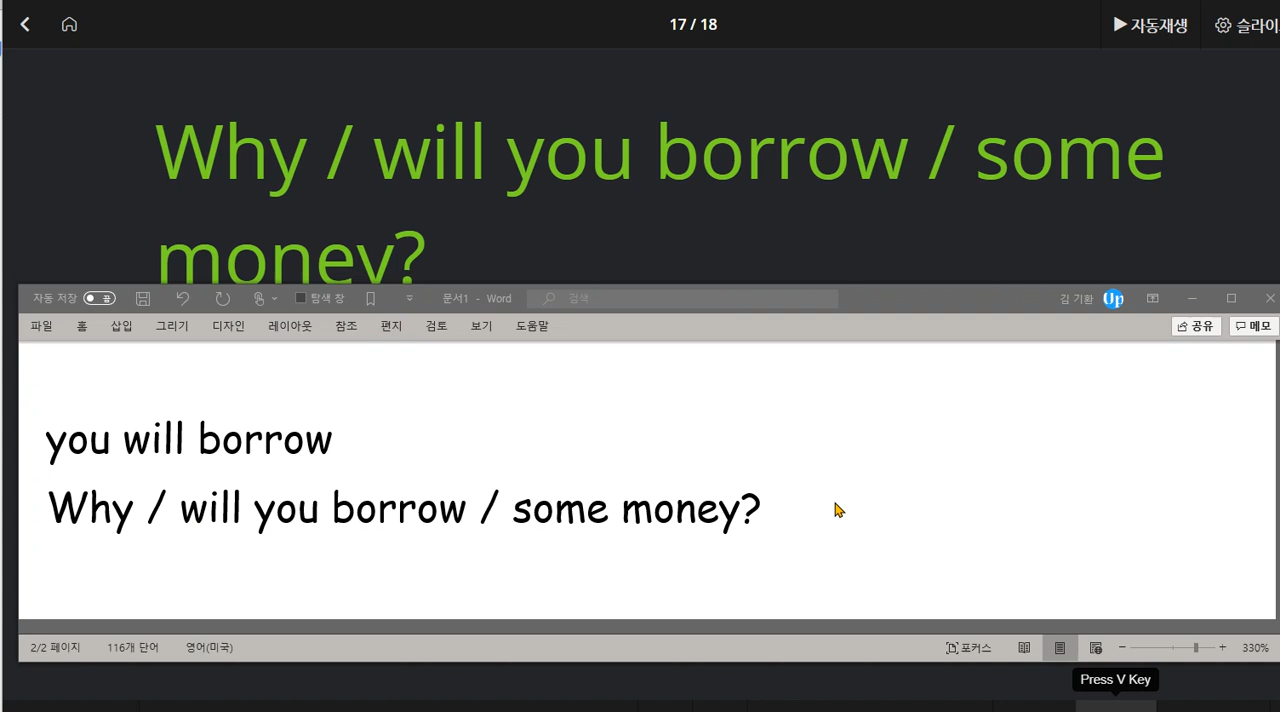 17 / 18
▶ 자동재생
슬라이
Why / will you borrow / some
money?
자동 저장
끔
탐색 창
문서1 - Word
검색
김 기환
Up
파일 홈 삽입 그리기 디자인 레이아웃 참조 편지 검토 보기 도움말
공유
메모
you will borrow
Why / will you borrow / some money?
2/2 페이지 116개 단어 영어(미국)
포커스
− + 330%
Press V Key